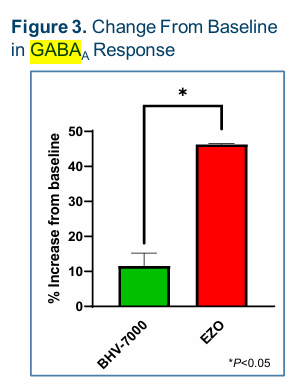 Figure 3. Change From Baseline
in GABAA Response
*
% Increase from baseline
50
40
30
20
10
0
BHV-7000
EZO
*P<0.05